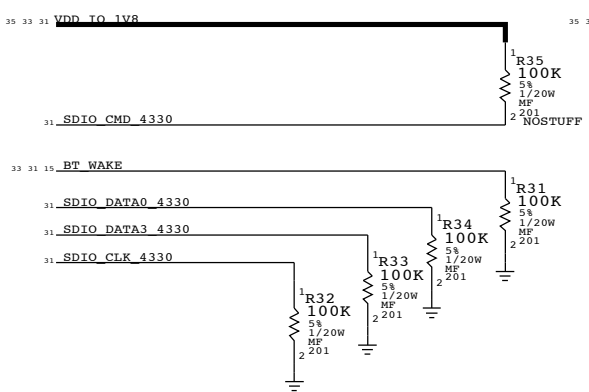 35 33 31 VDD_IO_1V8
35 3
1
R35
100K
5%
1/20W
MF
201
2 NOSTUFF
31 SDIO_CMD_4330
33 31 15 BT_WAKE
1
R31
100K
5%
1/20W
MF
201
2
31 SDIO_DATA0_4330
1
R34
100K
5%
1/20W
MF
201
2
31 SDIO_DATA3_4330
1
R33
100K
5%
1/20W
MF
201
2
31 SDIO_CLK_4330
1
R32
100K
5%
1/20W
MF
201
2